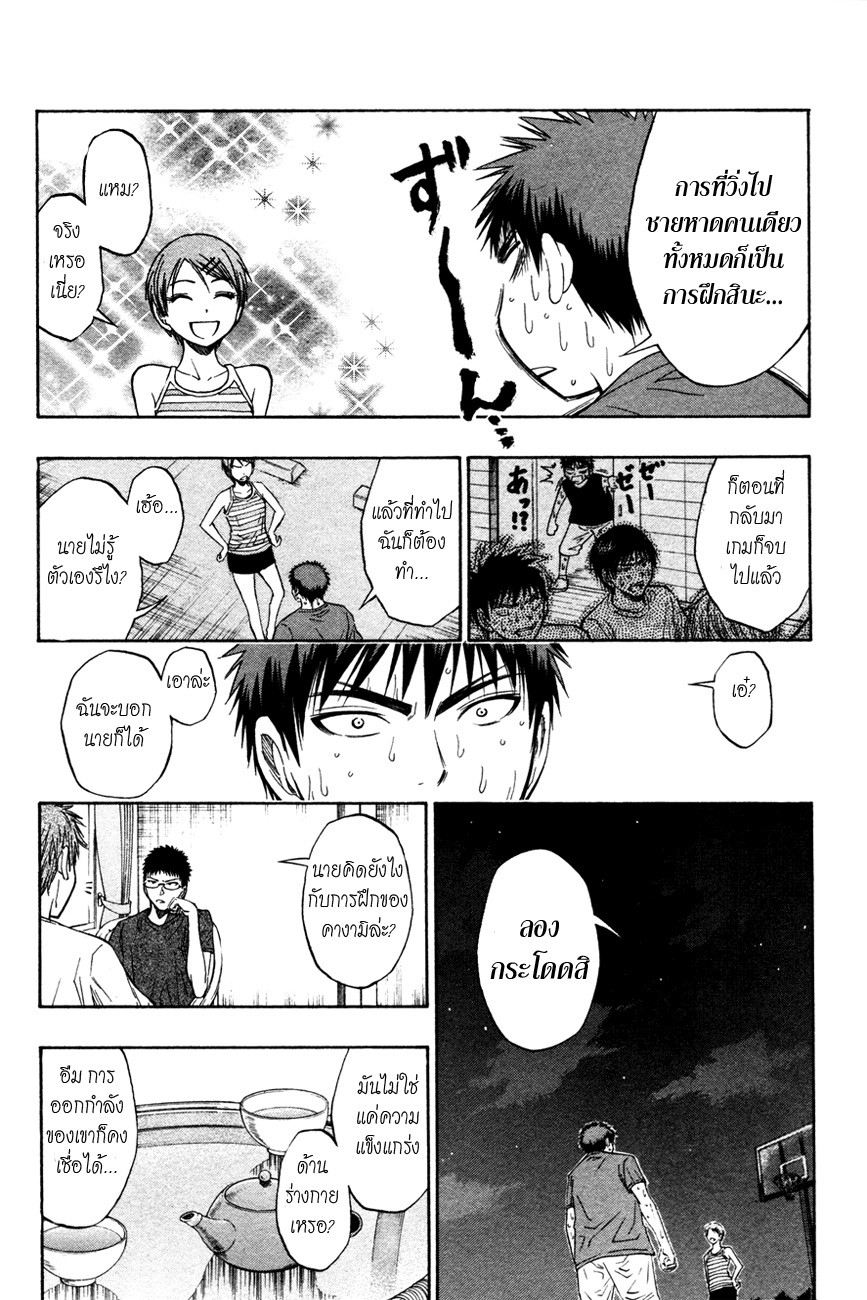 การที่วิ่งไป
ชายหาดคนเดียว
ทั้งหมดก็เป็น
การฝึกสินะ...
ず
ーん
แหม?
จริง
เหรอ
เนี่ย?
ก็ตอนที่
กลับมา
เกมก็จบ
ไปแล้ว
ぜー
ぜー
あっ!?
แล้วที่ทำไป
ฉันก็ต้อง
ทำ...
เฮ้อ...
นายไม่รู้
ตัวเองรึไง?
เอ๋?
เอาล่ะ
ฉันจะบอก
นายก็ได้
ลอง
กระโดดสิ
นายคิดยังไง
กับการฝึกของ
คางามิล่ะ?
มันไม่ใช่
แค่ความ
แข็งแกร่ง
ด้าน
ร่างกาย
เหรอ?
อืม การ
ออกกำลัง
ของเขาก็คง
เชื่อได้...